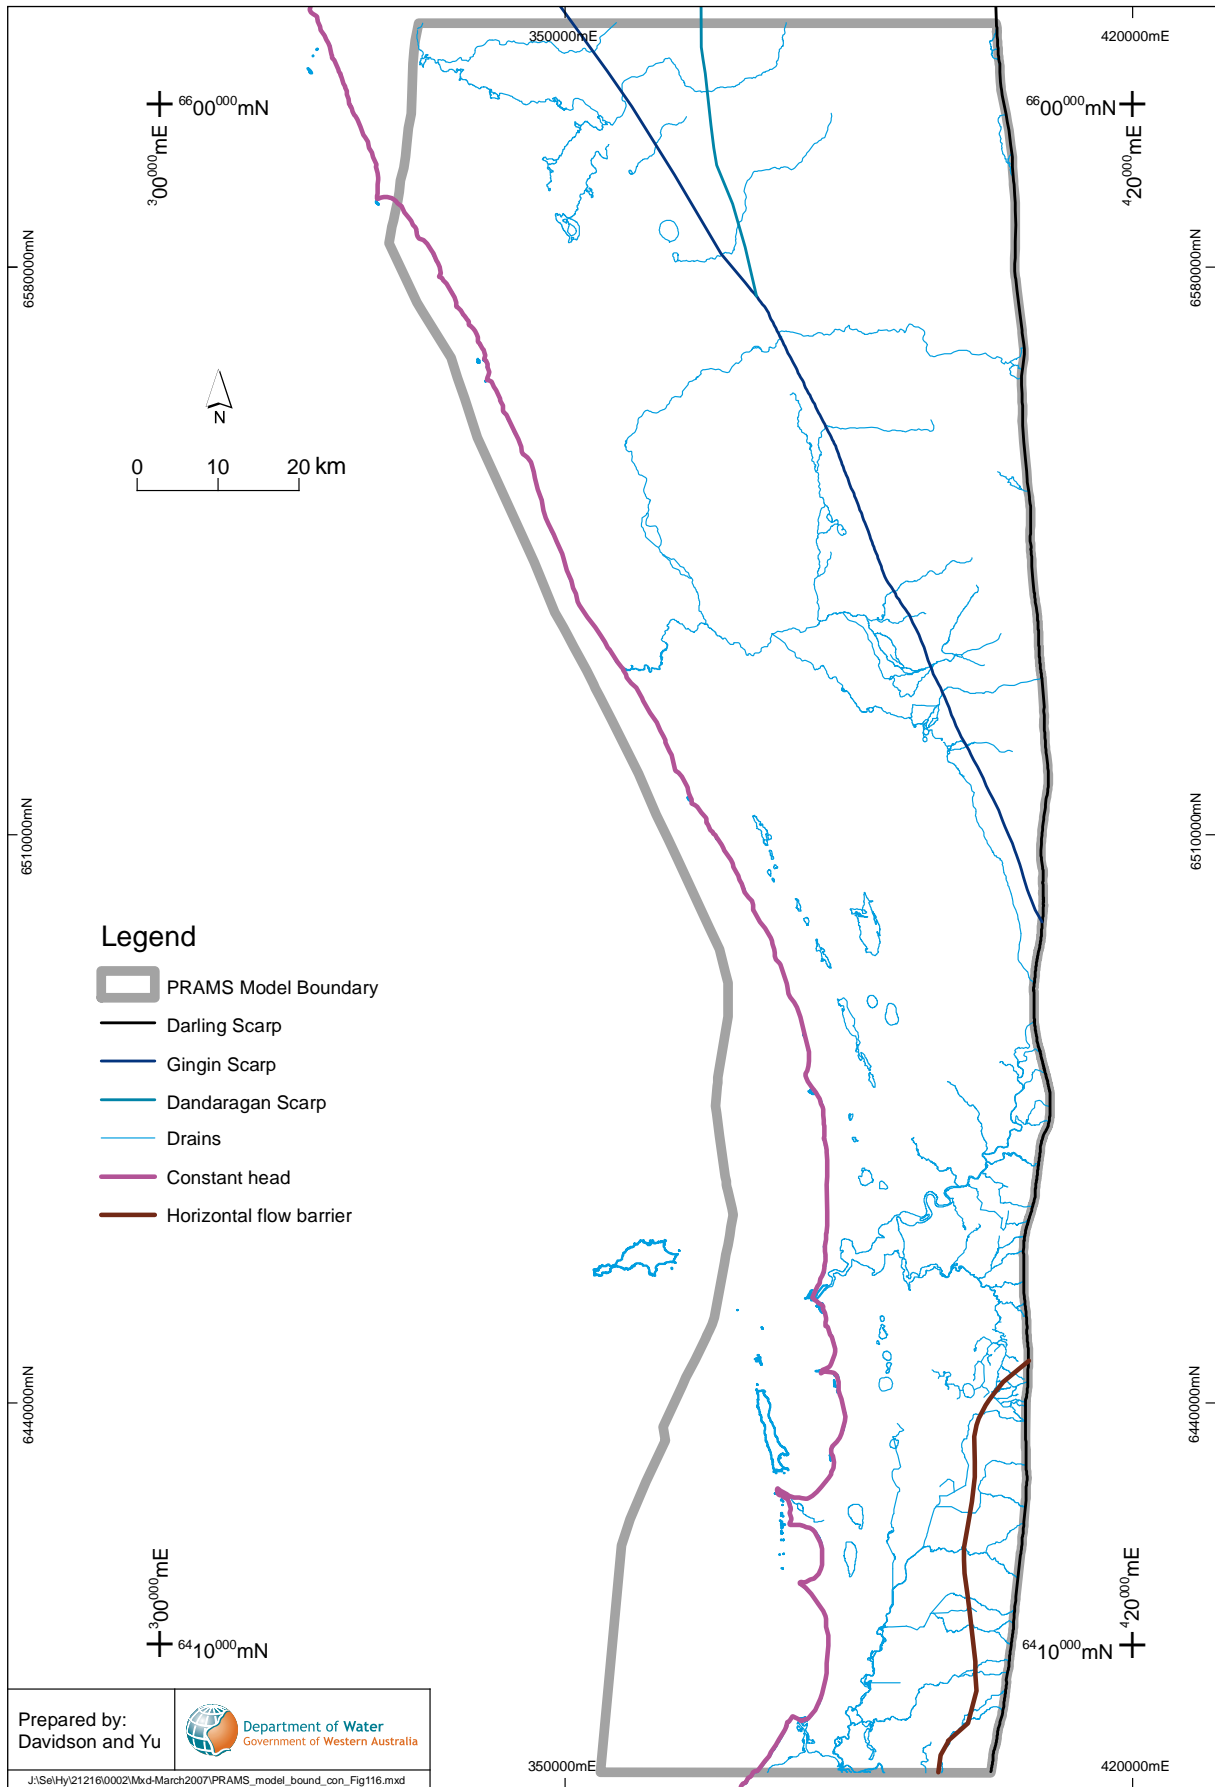 350000mE
420000mE
6600000mN
6600000mN
300000mE
420000mE
6580000mN
6580000mN
N
0 10 20 km
6510000mN
6510000mN
Legend
PRAMS Model Boundary
Darling Scarp
Gingin Scarp
Dandaragan Scarp
Drains
Constant head
Horizontal flow barrier
6440000mN
6440000mN
300000mE
420000mE
6410000mN
6410000mN
Prepared by:
Davidson and Yu
Department of Water
Government of Western Australia
350000mE
420000mE
J:\Se\Hy\21216\0002\Mxd-March2007\PRAMS_model_bound_con_Fig116.mxd